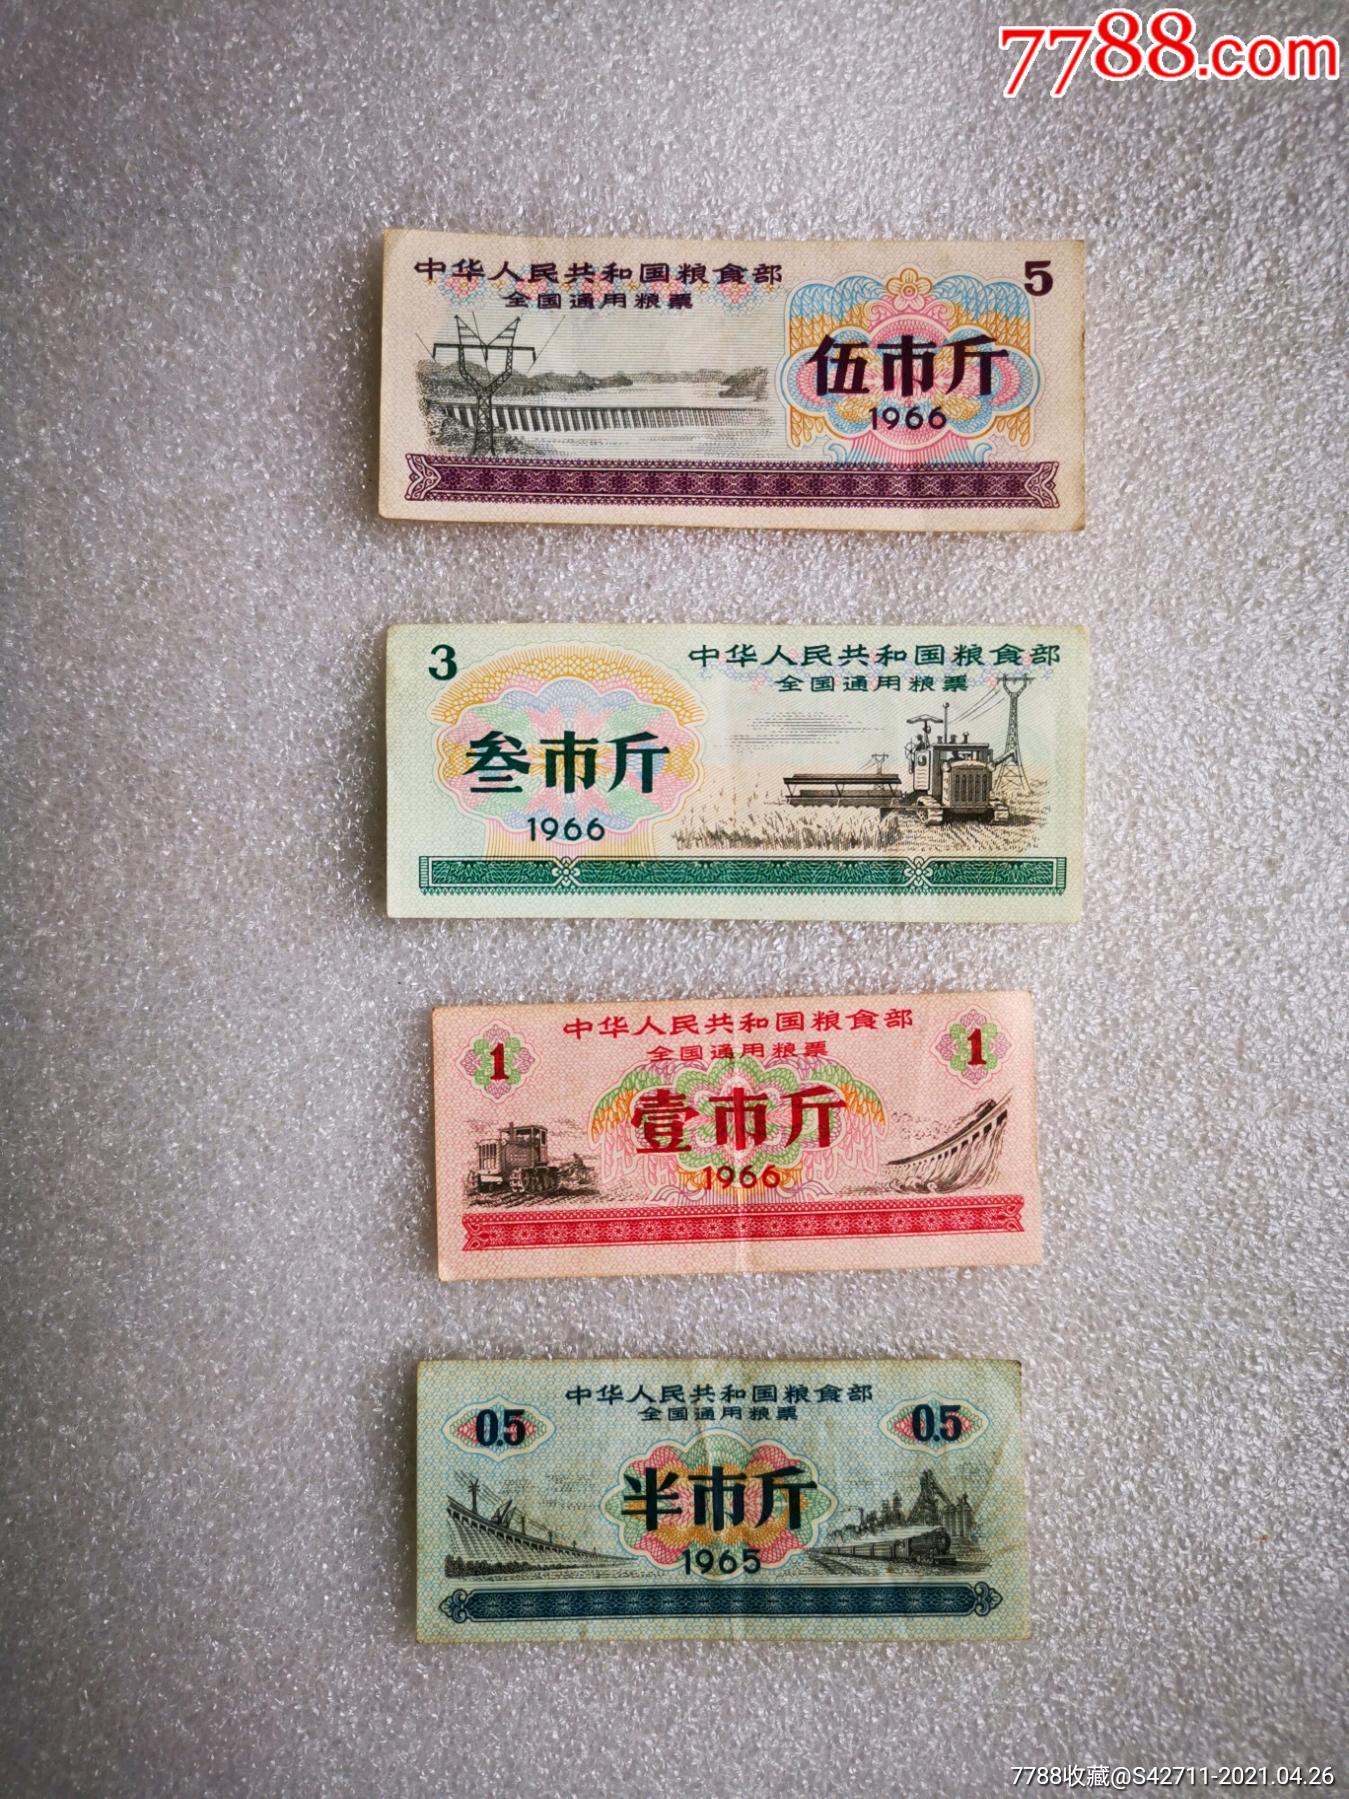 7788.com
中华人民共和国粮食部
全国通用粮票
5
伍市斤
1966
3
中华人民共和国粮食部
全国通用粮票
叁市斤
1966
中华人民共和国粮食部
全国通用粮票
1
1
壹市斤
1966
中华人民共和国粮食部
全国通用粮票
0.5
0.5
半市斤
1965
7788收藏@S42711-2021.04.26